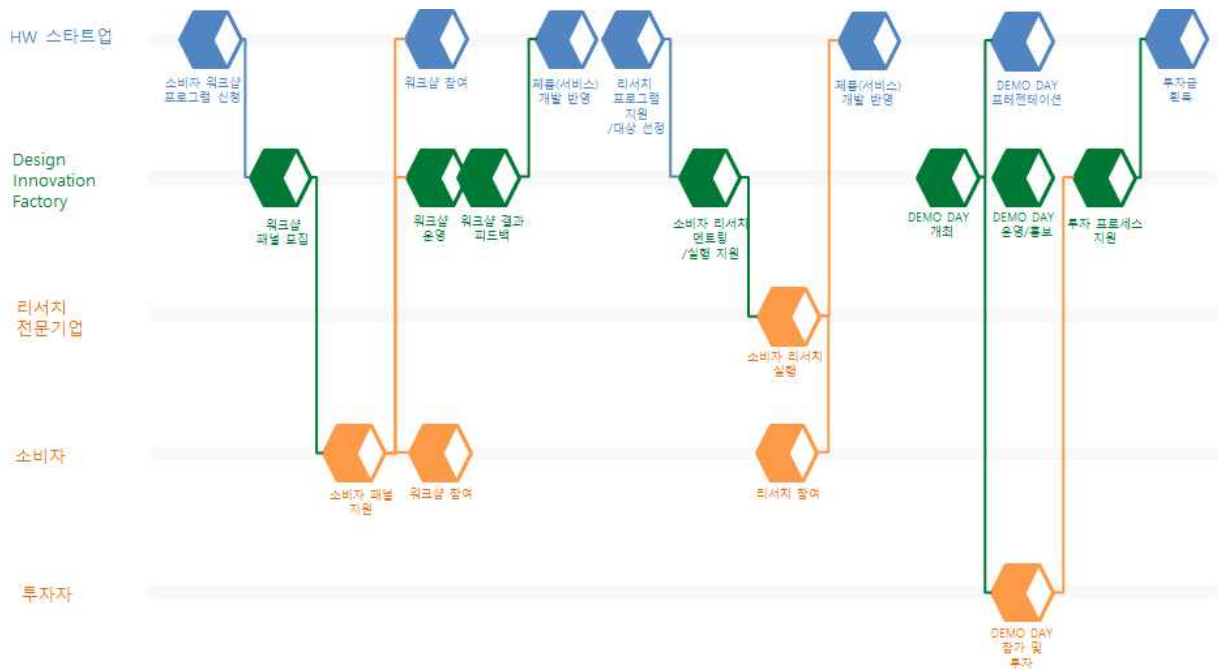 HW 스타트업
소비자 워크샵
프로그램 신청
워크샵 참여
제품(서비스)
개발 반영
리서치
프로그램
지원
/대상 선정
제품(서비스)
개발 반영
DEMO DAY
프레젠테이션
투자금
획득
Design
Innovation
Factory
워크샵
패널 모집
워크샵
운영
워크샵 결과
피드백
소비자 리서치
멘토링
/실행 지원
DEMO DAY
개최
DEMO DAY
운영/홍보
투자 프로세스
지원
리서치
전문기업
소비자 리서치
실행
소비자
소비자 패널
지원
워크샵 참여
리서치 참여
투자자
DEMO DAY
참가 및
투자